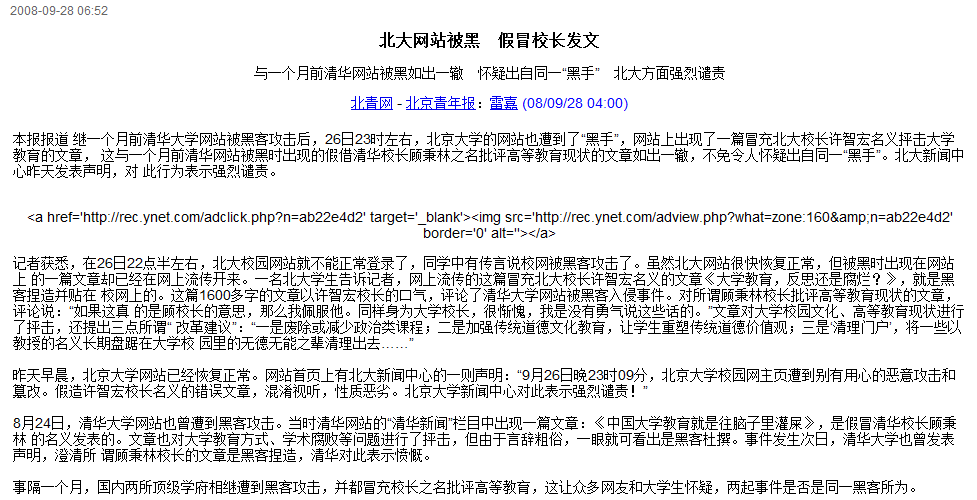 2008-09-28 06:52
北大网站被黑　假冒校长发文
与一个月前清华网站被黑如出一辙　怀疑出自同一“黑手”　北大方面强烈谴责
北青网 - 北京青年报：雷嘉 (08/09/28 04:00)
本报报道 继一个月前清华大学网站被黑客攻击后，26日23时左右，北京大学的网站也遭到了“黑手”，网站上出现了一篇冒充北大校长许智宏名义抨击大学
教育的文章， 这与一个月前清华网站被黑时出现的假借清华校长顾秉林之名批评高等教育现状的文章如出一辙，不免令人怀疑出自同一“黑手”。北大新闻中
心昨天发表声明，对 此行为表示强烈谴责。
<a href='http://rec.ynet.com/adclick.php?n=ab22e4d2' target='_blank'><img src='http://rec.ynet.com/adview.php?what=zone:160&amp;n=ab22e4d2'
border='0' alt=''></a>
记者获悉，在26日22点半左右，北大校园网站就不能正常登录了，同学中有传言说校网被黑客攻击了。虽然北大网站很快恢复正常，但被黑时出现在网站
上 的一篇文章却已经在网上流传开来。一名北大学生告诉记者，网上流传的这篇冒充北大校长许智宏名义的文章《大学教育，反思还是腐烂？》，就是黑
客捏造并贴在 校网上的。这篇1600多字的文章以许智宏校长的口气，评论了清华大学网站被黑客入侵事件。对所谓顾秉林校长批评高等教育现状的文章，
评论说：“如果这真 的是顾校长的意思，那么我佩服他。同样身为大学校长，很惭愧，我是没有勇气说这些话的。”文章对大学校园文化、高等教育现状进行
了抨击，还提出三点所谓“ 改革建议”：“一是废除或减少政治类课程；二是加强传统道德文化教育，让学生重塑传统道德价值观；三是‘清理门户’，将一些以
教授的名义长期盘踞在大学校 园里的无德无能之辈清理出去……”
昨天早晨，北京大学网站已经恢复正常。网站首页上有北大新闻中心的一则声明：“9月26日晚23时09分，北京大学校园网主页遭到别有用心的恶意攻击和
篡改。假造许智宏校长名义的错误文章，混淆视听，性质恶劣。北京大学新闻中心对此表示强烈谴责！”
8月24日，清华大学网站也曾遭到黑客攻击。当时清华网站的“清华新闻”栏目中出现一篇文章：《中国大学教育就是往脑子里灌屎》，是假冒清华校长顾秉
林 的名义发表的。文章也对大学教育方式、学术腐败等问题进行了抨击，但由于言辞粗俗，一眼就可看出是黑客杜撰。事件发生次日，清华大学也曾发表
声明，澄清所 谓顾秉林校长的文章是黑客捏造，清华对此表示愤慨。
事隔一个月，国内两所顶级学府相继遭到黑客攻击，并都冒充校长之名批评高等教育，这让众多网友和大学生怀疑，两起事件是否是同一黑客所为。